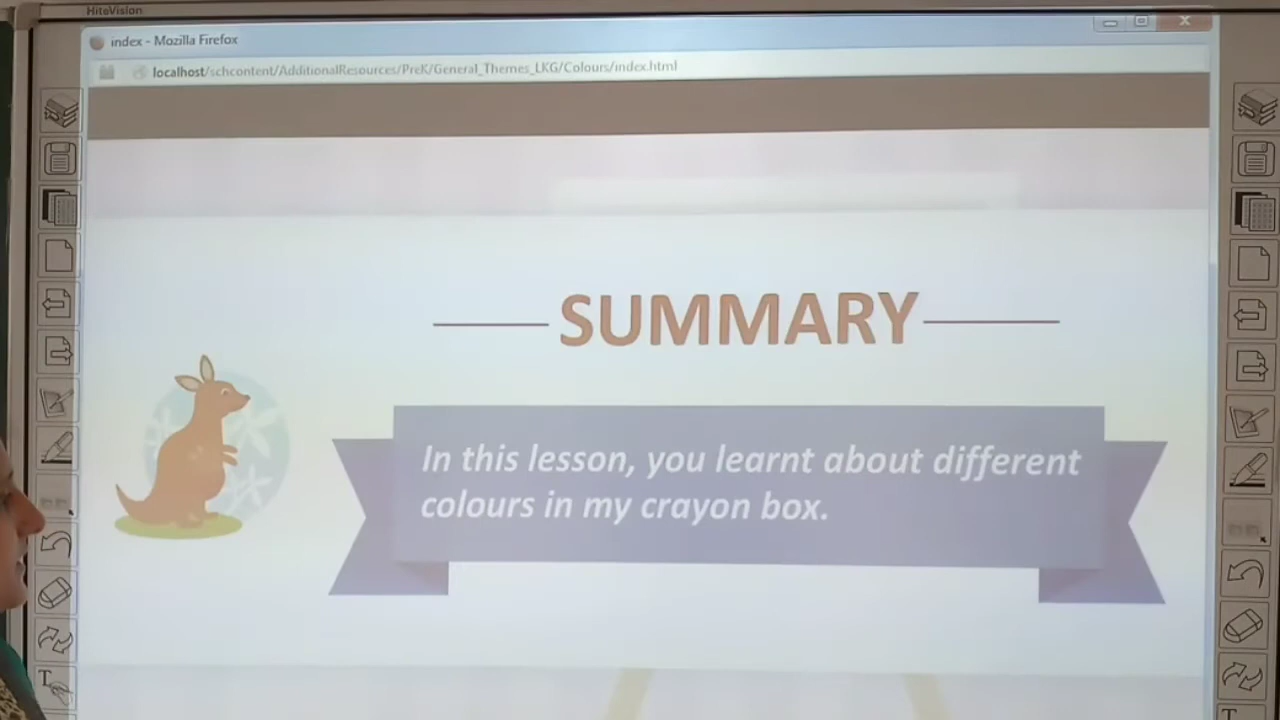 HiteVision
index - Mozilla Firefox
localhost/schcontent/AdditionalResources/PreK/General_Themes_LKG/Colours/index.html
SUMMARY
In this lesson, you learnt about different
colours in my crayon box.
T
T